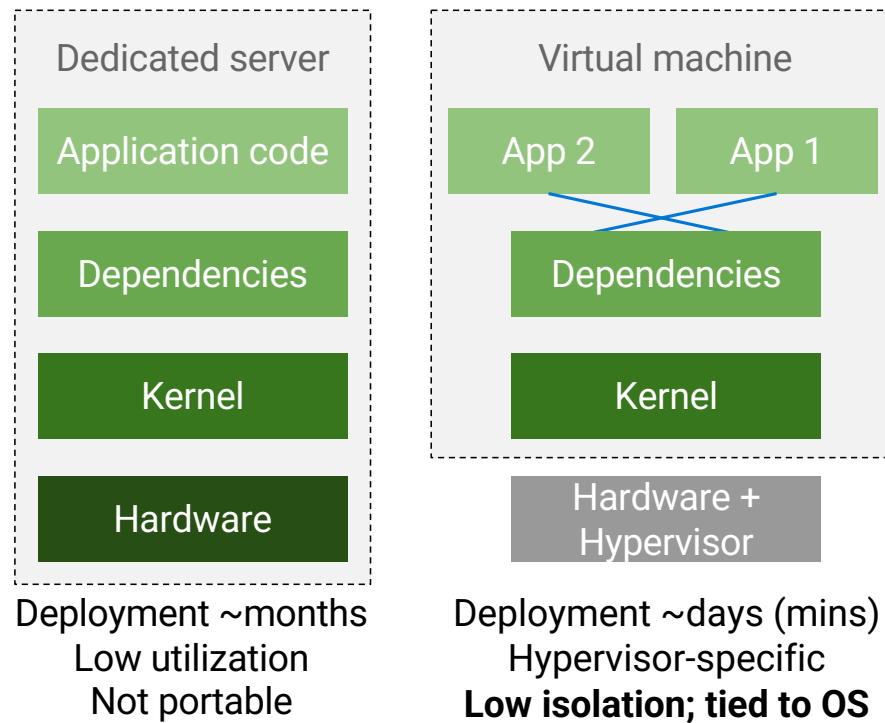 Dedicated server
Application code
Dependencies
Kernel
Hardware
Deployment ~months
Low utilization
Not portable
Virtual machine
App 2
App 1
Dependencies
Kernel
Hardware +
Hypervisor
Deployment ~days (mins)
Hypervisor-specific
Low isolation; tied to OS